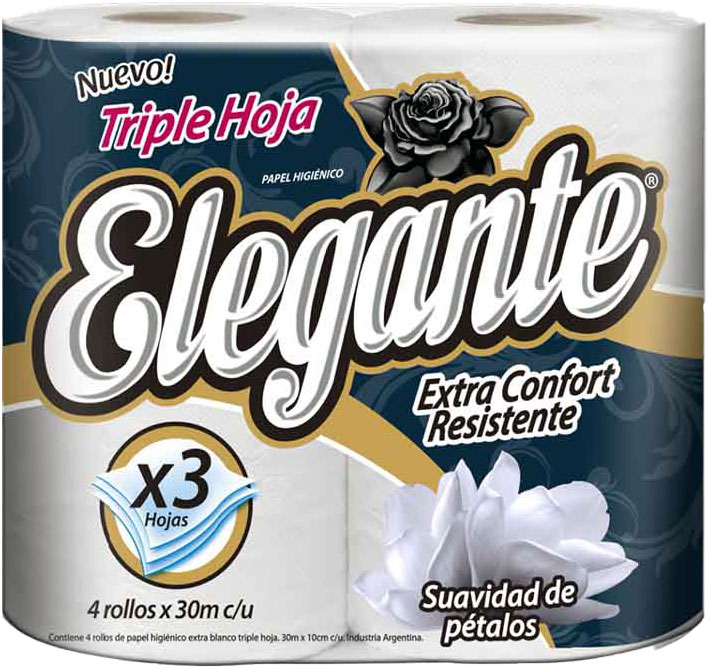 Nuevo!
Triple Hoja
PAPEL HIGIÉNICO
Elegante®
Extra Confort
Resistente
x3
Hojas
4 rollos x 30m c/u
Suavidad de
pétalos
Contiene 4 rollos de papel higiénico extra blanco triple hoja. 30m x 10cm c/u. Industria Argentina.